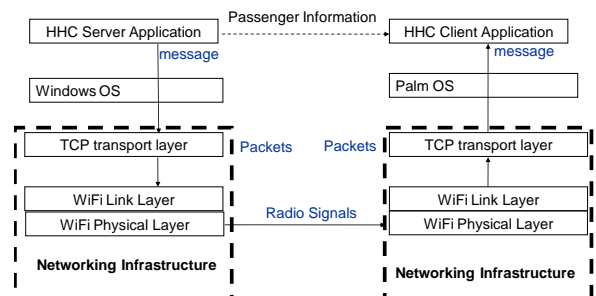 Passenger Information
HHC Server Application
HHC Client Application
message
message
Windows OS
Palm OS
TCP transport layer
Packets
Packets
TCP transport layer
WiFi Link Layer
WiFi Link Layer
WiFi Physical Layer
Radio Signals
WiFi Physical Layer
Networking Infrastructure
Networking Infrastructure